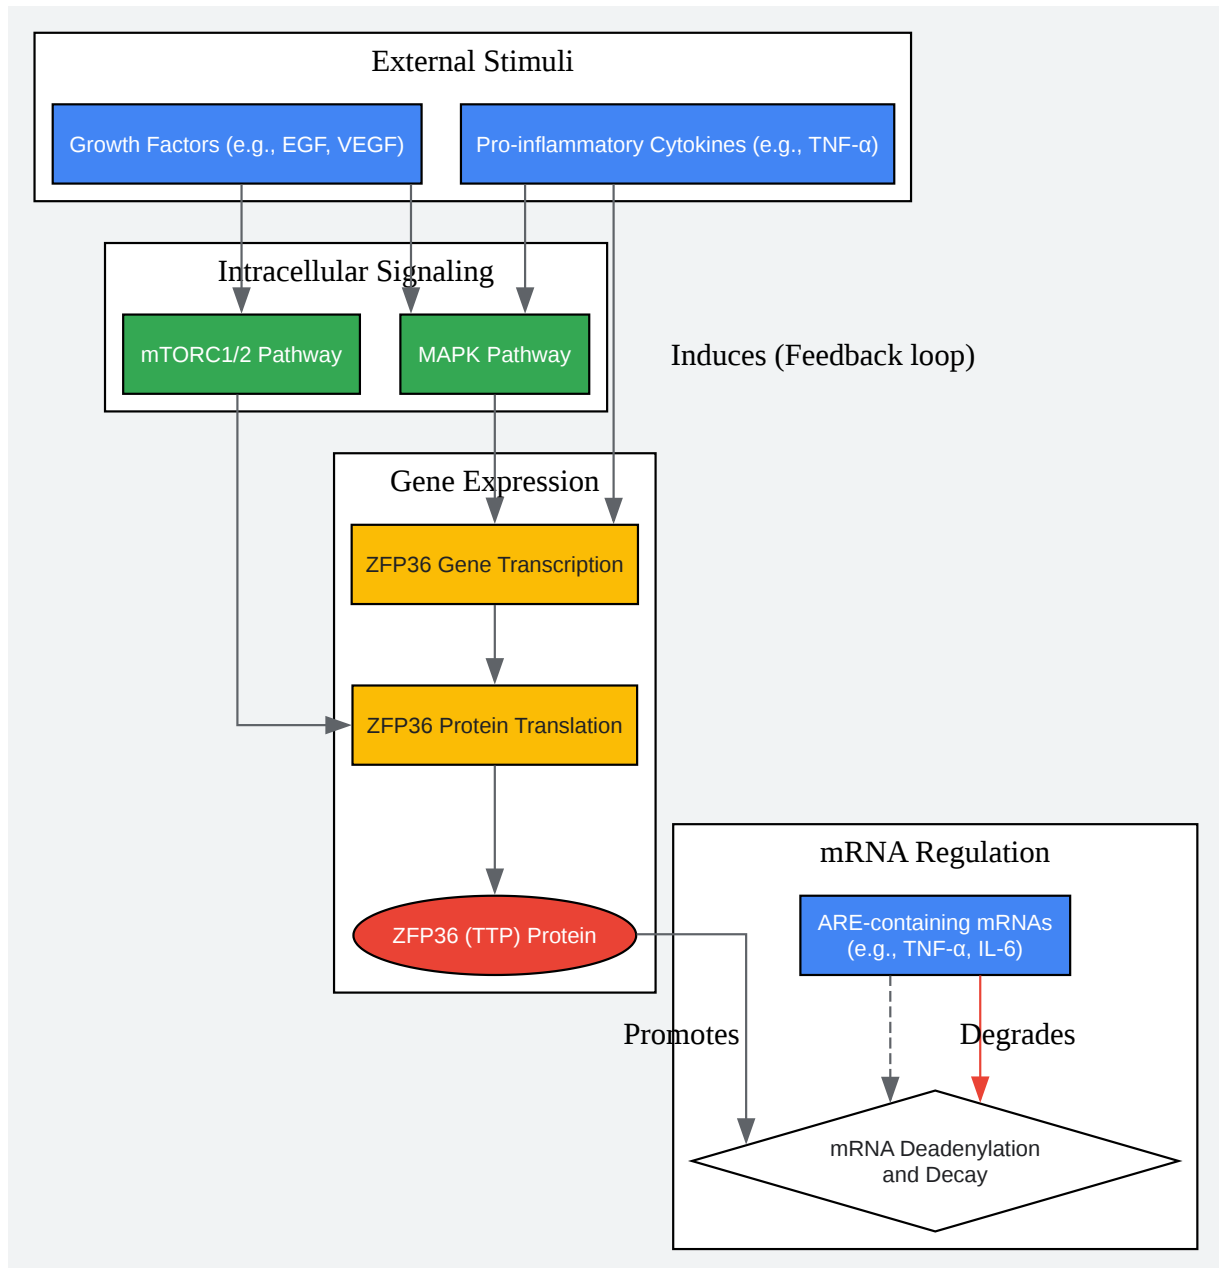 External Stimuli
Growth Factors (e.g., EGF, VEGF)
Pro-inflammatory Cytokines (e.g., TNF-α)
Intracellular Signaling
mTORC1/2 Pathway
MAPK Pathway
Induces (Feedback loop)
Gene Expression
ZFP36 Gene Transcription
ZFP36 Protein Translation
ZFP36 (TTP) Protein
mRNA Regulation
ARE-containing mRNAs
(e.g., TNF-α, IL-6)
Promotes
Degrades
mRNA Deadenylation
and Decay